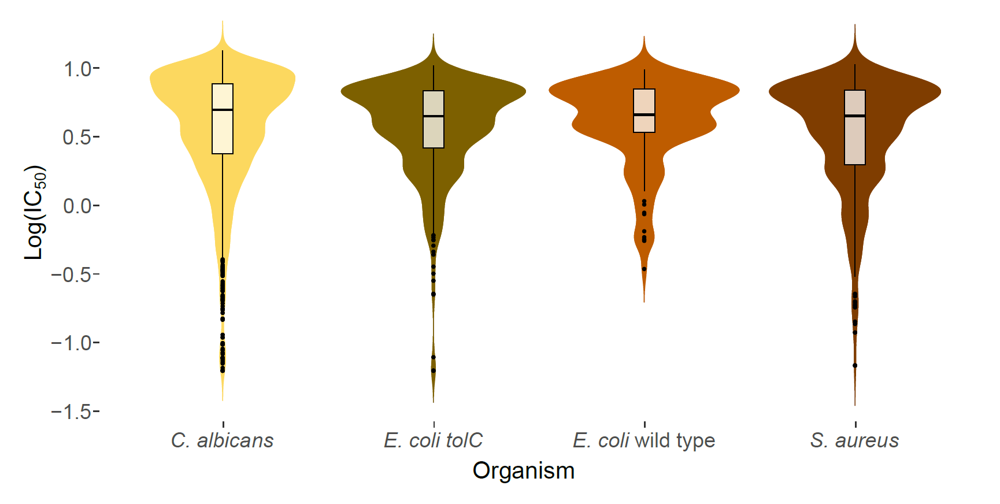 Log(IC₅₀)
1.0
0.5
0.0
−0.5
−1.0
−1.5
C. albicans
E. coli tolC
E. coli wild type
S. aureus
Organism